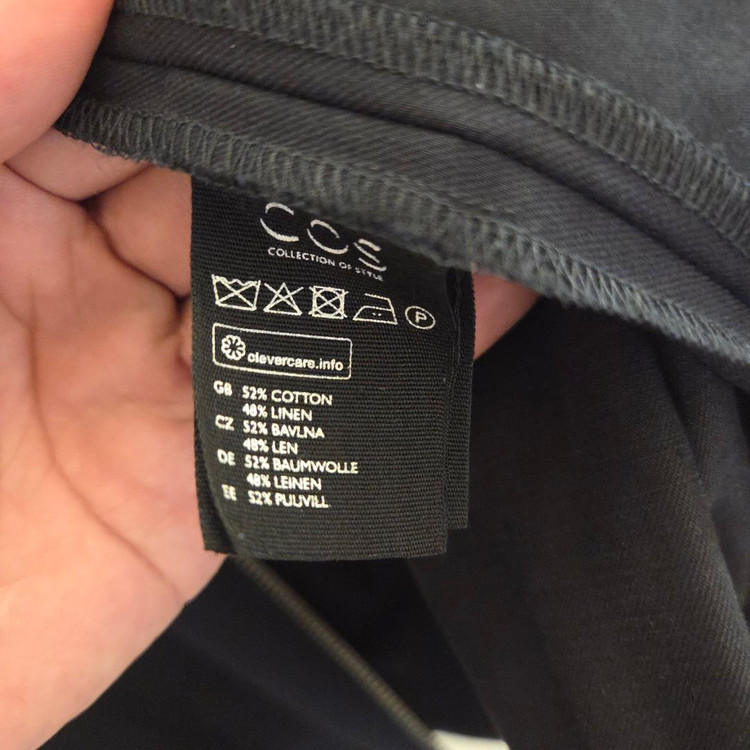 COS
COLLECTION OF STYLE
P
clevercare.info
GB 52% COTTON
48% LINEN
CZ 52% BAVLNA
48% LEN
DE 52% BAUMWOLLE
48% LEINEN
EE 52% PUUVILL